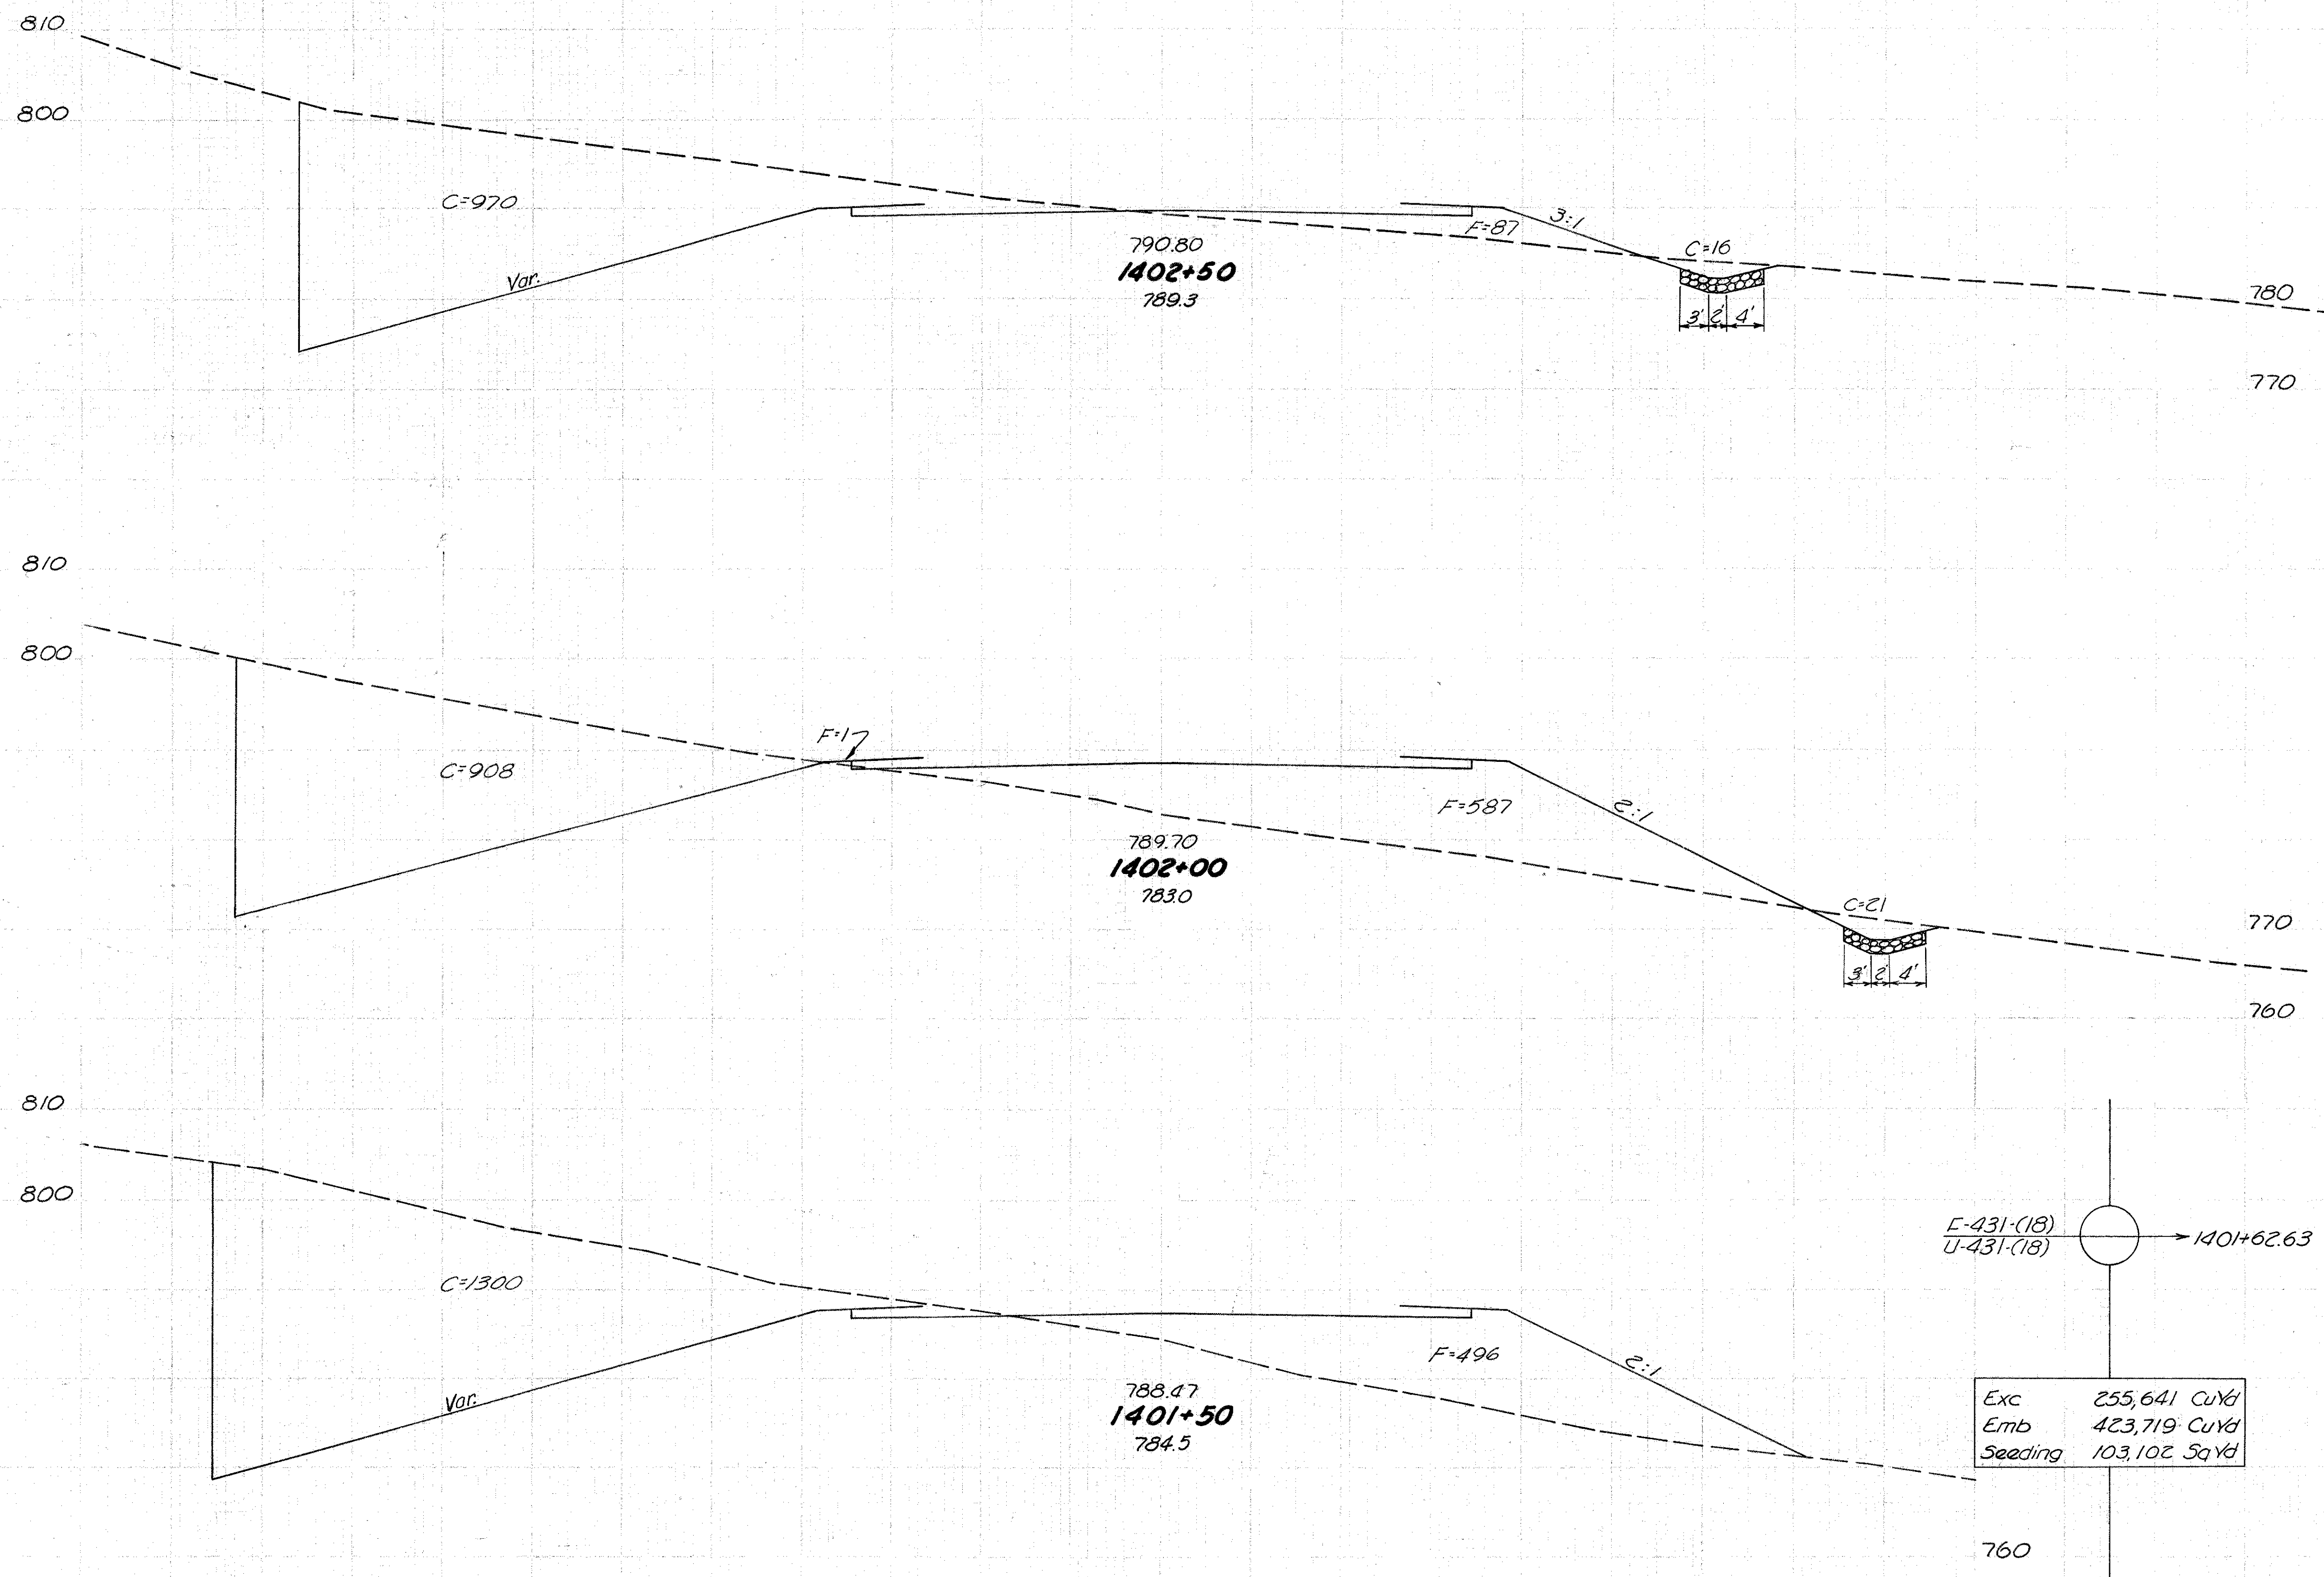 810
800
C=970
Var.
790.80
1402+50
789.3
F=87
3:1
C=16
3' 2' 4'
780
770
810
800
C=908
F=17
789.70
1402+00
783.0
F=587
2:1
C=21
3' 2' 4'
770
760
810
800
C=1300
Var.
788.47
1401+50
784.5
F=496
2:1
F-431-(18)
U-431-(18)
1401+62.63
Exc 255,641 CuYd
Emb 423,719 CuYd
Seeding 103,102 SqYd
760